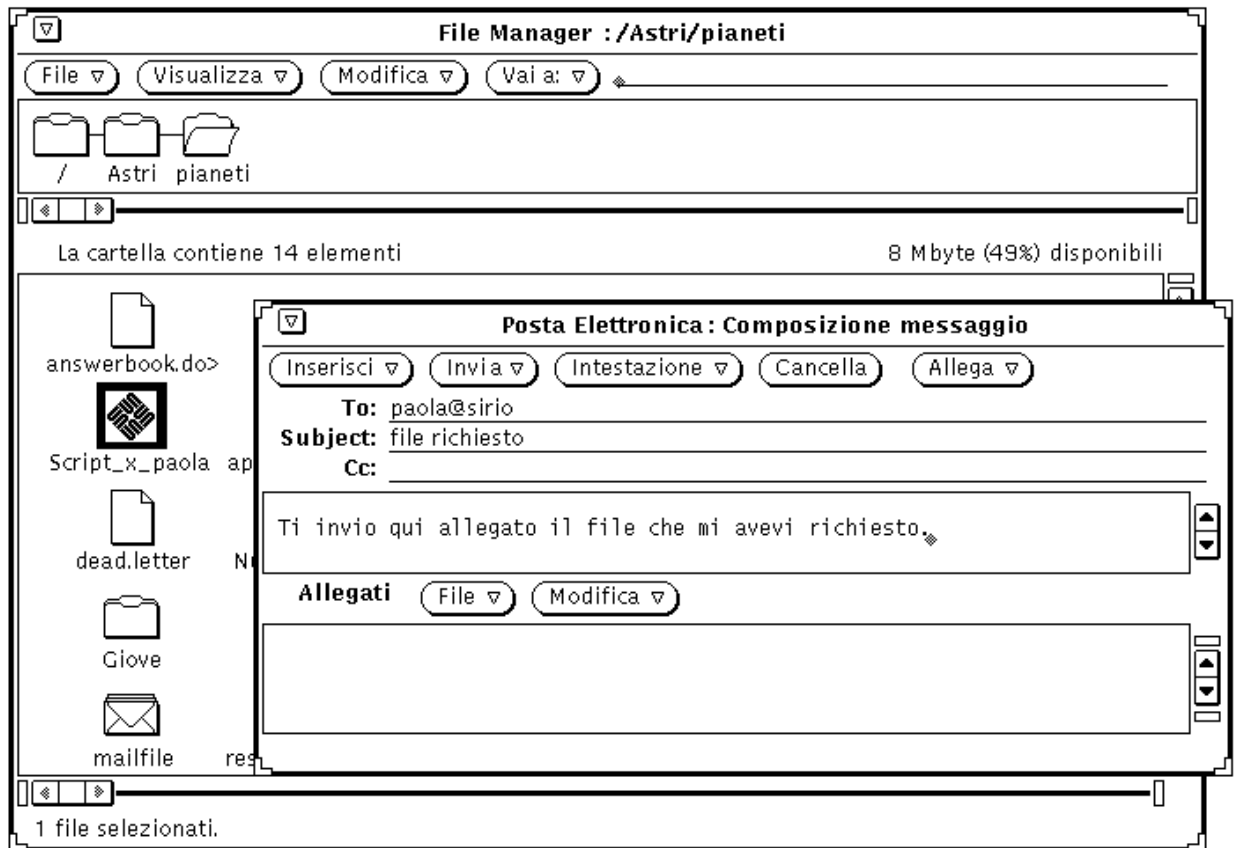 File Manager : /Astri/pianeti
File Visualizza Modifica Vai a:
/ Astri pianeti
La cartella contiene 14 elementi 8 Mbyte (49%) disponibili
answerbook.do>
Script_x_paola ap
dead.letter
Giove
mailfile res
Posta Elettronica : Composizione messaggio
Inserisci Invia Intestazione Cancella Allega
To: paola@sirio
Subject: file richiesto
Cc:
Ti invio qui allegato il file che mi avevi richiesto.
Allegati File Modifica
1 file selezionati.